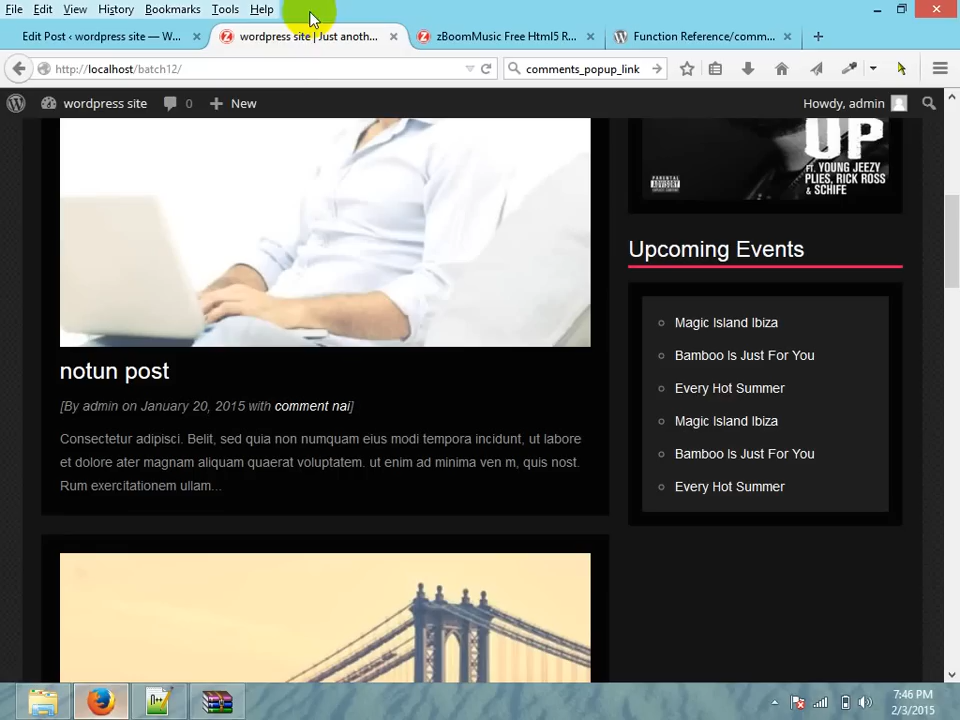 File Edit View History Bookmarks Tools Help
Edit Post ‹ wordpress site — W...
wordpress site | Just anoth...
zBoomMusic Free Html5 R...
Function Reference/comm...
http://localhost/batch12/
comments_popup_link
wordpress site 0 New
Howdy, admin
UP
FT. YOUNG JEEZY
PLIES, RICK ROSS
& SCHIFE
PARENTAL
ADVISORY
Upcoming Events
Magic Island Ibiza
Bamboo Is Just For You
Every Hot Summer
Magic Island Ibiza
Bamboo Is Just For You
Every Hot Summer
notun post
[By admin on January 20, 2015 with comment nai]
Consectetur adipisci. Belit, sed quia non numquam eius modi tempora incidunt, ut labore
et dolore ater magnam aliquam quaerat voluptatem. ut enim ad minima ven m, quis nost.
Rum exercitationem ullam...
7:46 PM
2/3/2015